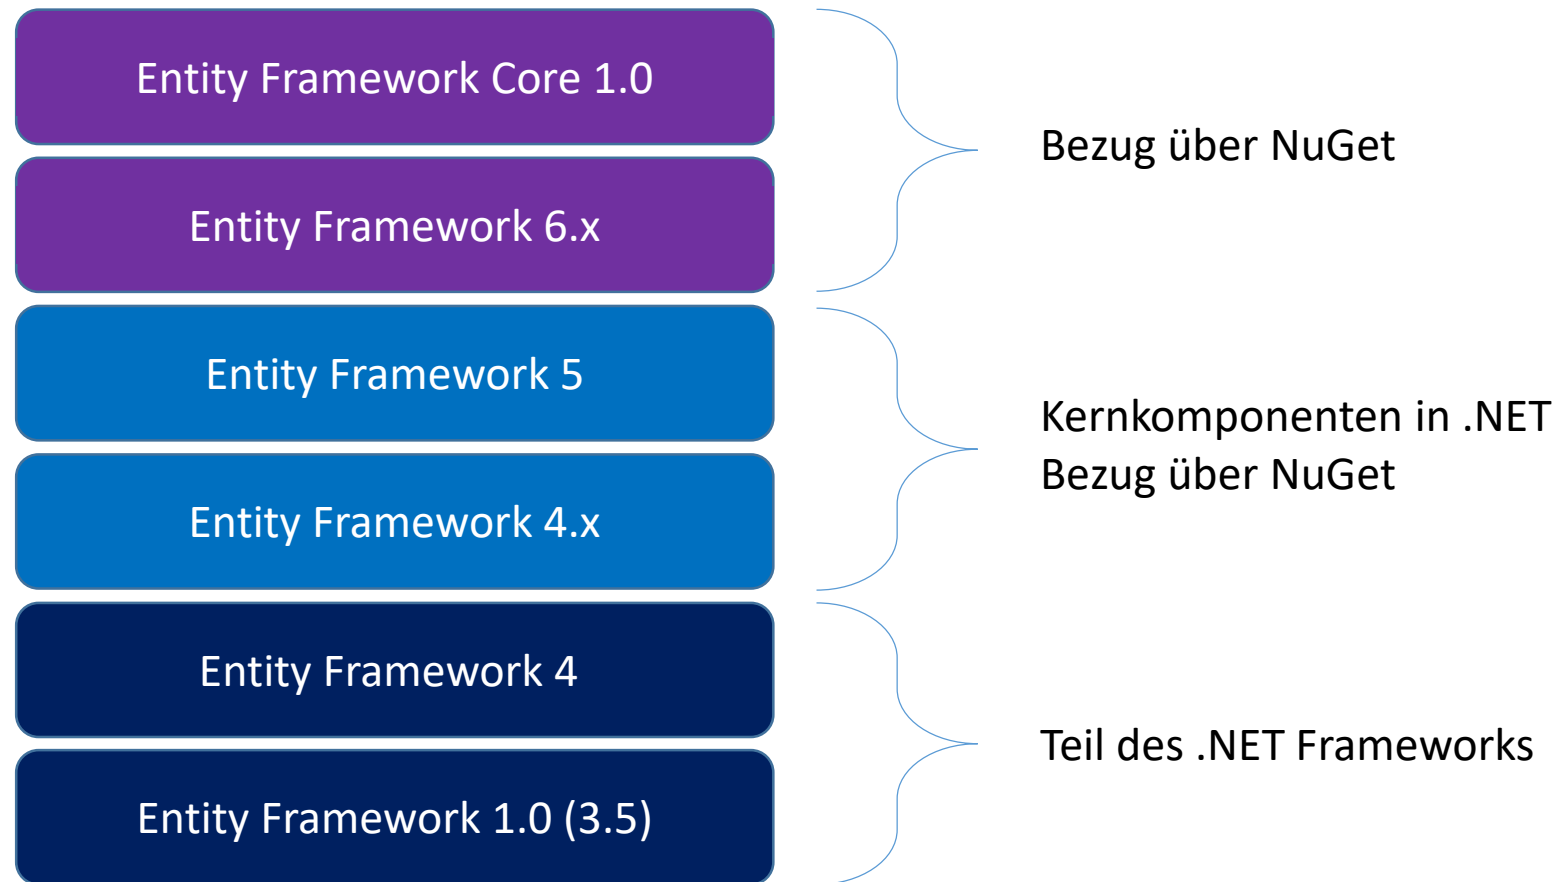 Entity Framework Core 1.0
Entity Framework 6.x
Bezug über NuGet
Entity Framework 5
Entity Framework 4.x
Kernkomponenten in .NET
Bezug über NuGet
Entity Framework 4
Entity Framework 1.0 (3.5)
Teil des .NET Frameworks